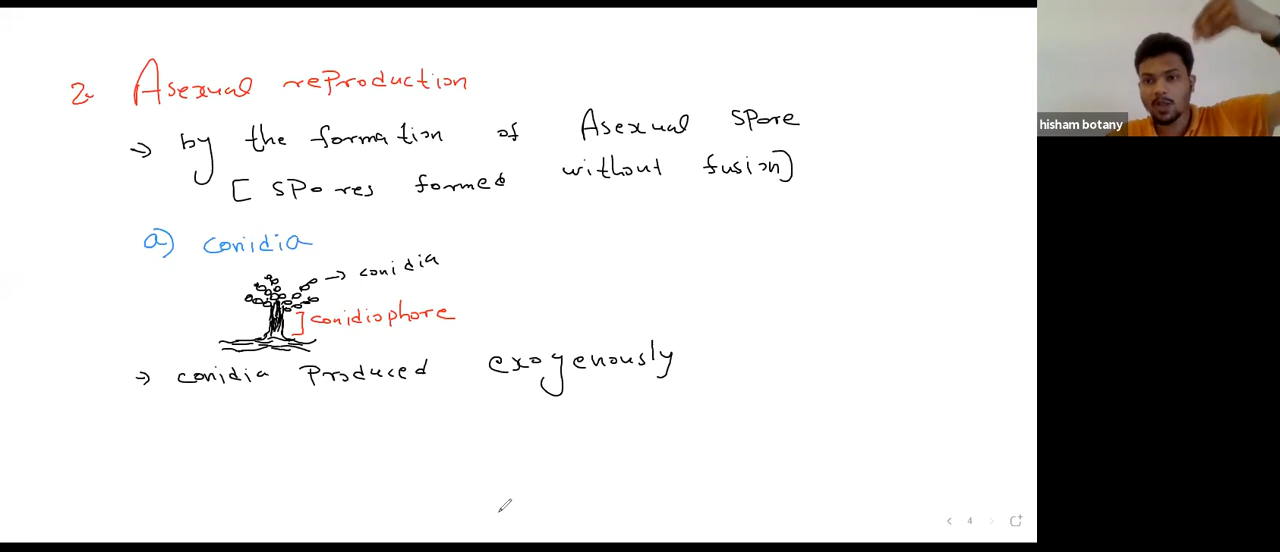 2. Asexual reproduction
→ by the formation of Asexual spore
[spores formed without fusion]
a) conidia
→ conidia
] conidiophore
→ conidia produced exogenously
hisham botany
4